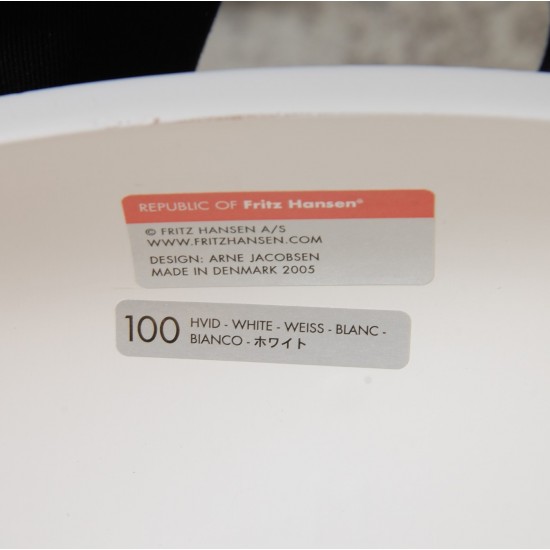 REPUBLIC OF Fritz Hansen®
© FRITZ HANSEN A/S
WWW.FRITZHANSEN.COM
DESIGN: ARNE JACOBSEN
MADE IN DENMARK 2005
100 HVID - WHITE - WEISS - BLANC -
BIANCO - ホワイト